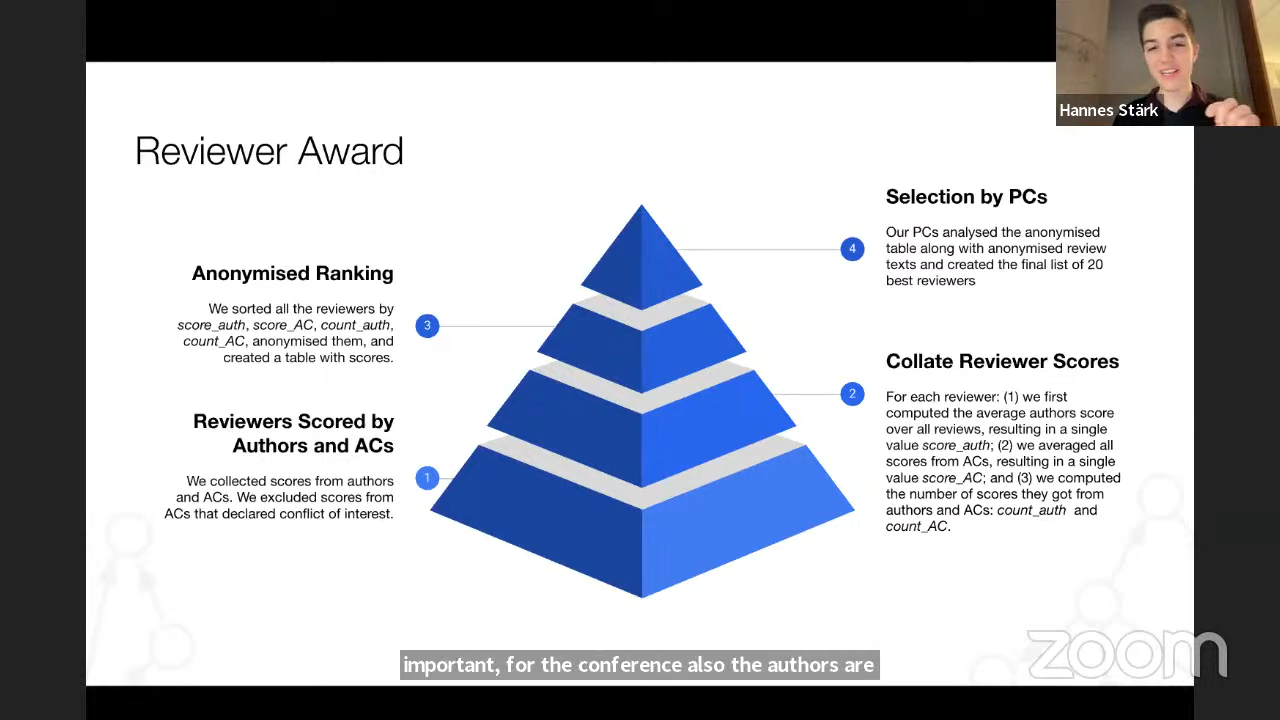 Hannes Stärk
Reviewer Award
Selection by PCs
Our PCs analysed the anonymised
table along with anonymised review
texts and created the final list of 20
best reviewers
4
Anonymised Ranking
We sorted all the reviewers by
score_auth, score_AC, count_auth,
count_AC, anonymised them, and
created a table with scores.
3
Collate Reviewer Scores
For each reviewer: (1) we first
computed the average authors score
over all reviews, resulting in a single
value score_auth; (2) we averaged all
scores from ACs, resulting in a single
value score_AC; and (3) we computed
the number of scores they got from
authors and ACs: count_auth and
count_AC.
2
Reviewers Scored by
Authors and ACs
We collected scores from authors
and ACs. We excluded scores from
ACs that declared conflict of interest.
1
important, for the conference also the authors are
zoom